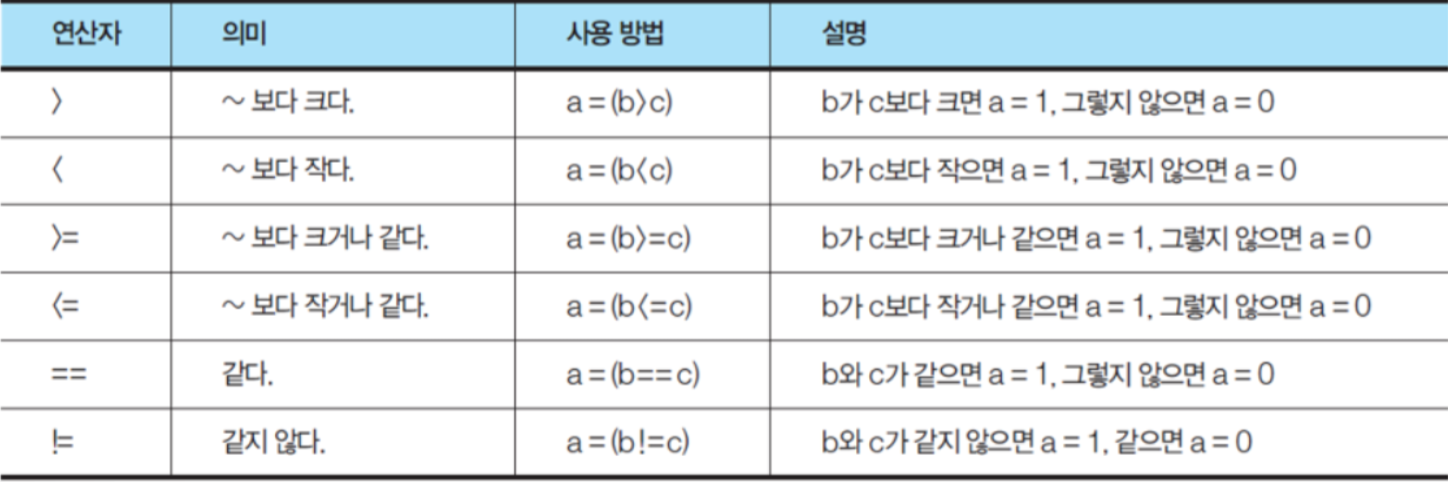 연산자 의미 사용 방법 설명
〉 ~ 보다 크다. a=(b〉c) b가 c보다 크면 a = 1, 그렇지 않으면 a = 0
〈 ~ 보다 작다. a=(b〈c) b가 c보다 작으면 a = 1, 그렇지 않으면 a = 0
〉= ~ 보다 크거나 같다. a=(b〉=c) b가 c보다 크거나 같으면 a = 1, 그렇지 않으면 a = 0
〈= ~ 보다 작거나 같다. a=(b〈=c) b가 c보다 작거나 같으면 a = 1, 그렇지 않으면 a = 0
== 같다. a=(b==c) b와 c가 같으면 a = 1, 그렇지 않으면 a = 0
!= 같지 않다. a=(b!=c) b와 c가 같지 않으면 a = 1, 같으면 a = 0